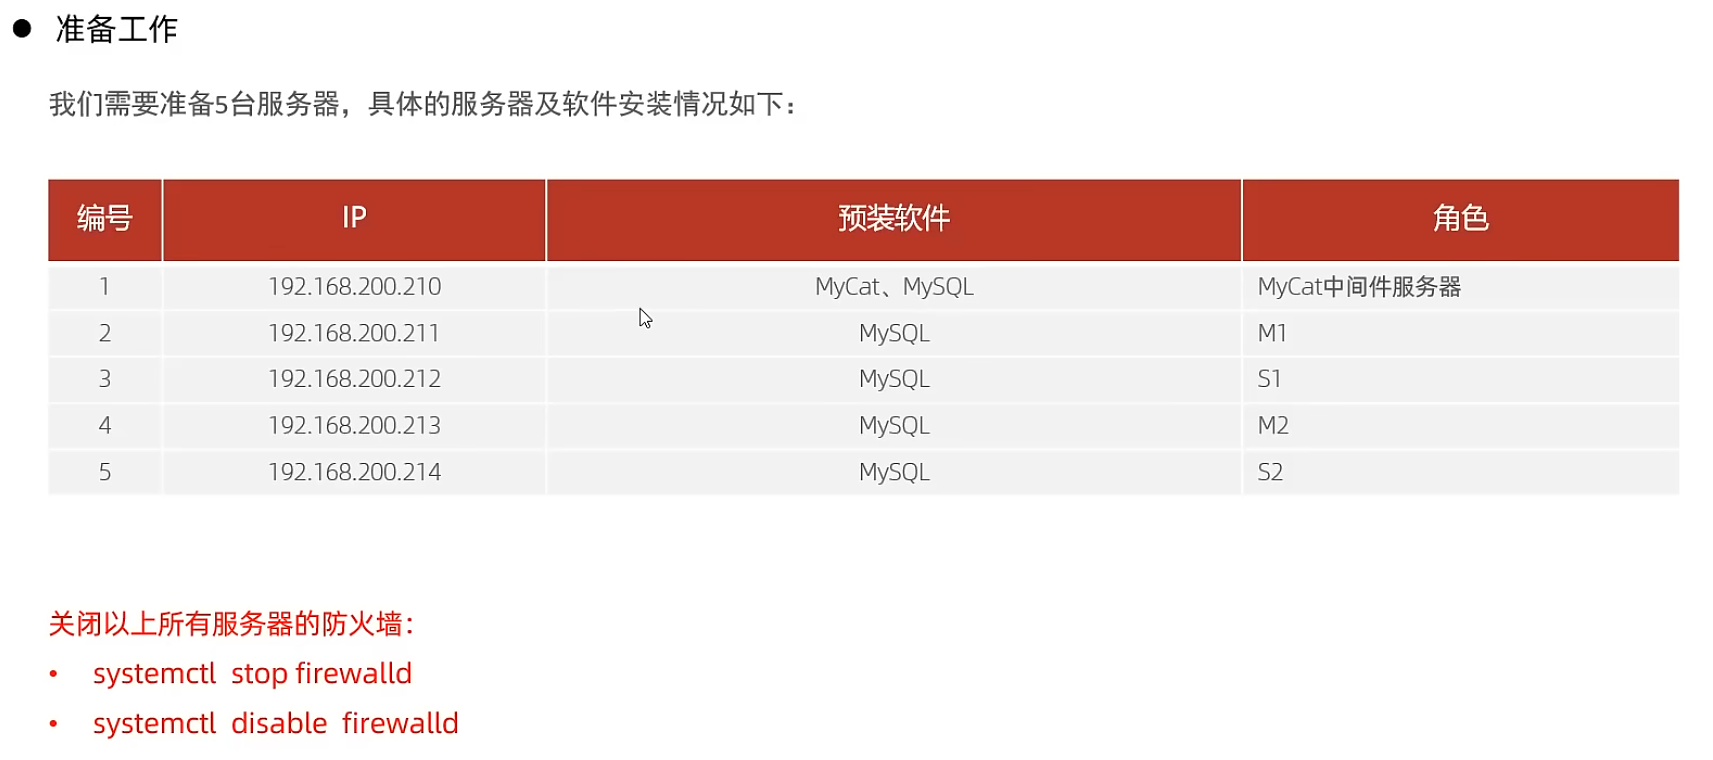 ● 准备工作
我们需要准备5台服务器，具体的服务器及软件安装情况如下：
编号 IP 预装软件 角色
1 192.168.200.210 MyCat、MySQL MyCat中间件服务器
2 192.168.200.211 MySQL M1
3 192.168.200.212 MySQL S1
4 192.168.200.213 MySQL M2
5 192.168.200.214 MySQL S2
关闭以上所有服务器的防火墙：
• systemctl stop firewalld
• systemctl disable firewalld